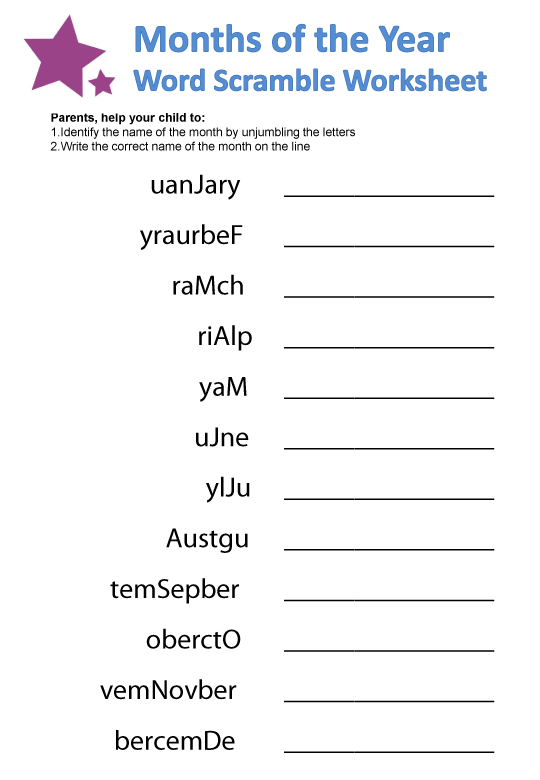 Months of the Year
Word Scramble Worksheet
Parents, help your child to:
1.Identify the name of the month by unjumbling the letters
2.Write the correct name of the month on the line
uanJary
yraurbeF
raMch
riAlp
yaM
uJne
ylJu
Austgu
temSepber
oberctO
vemNovber
bercemDe